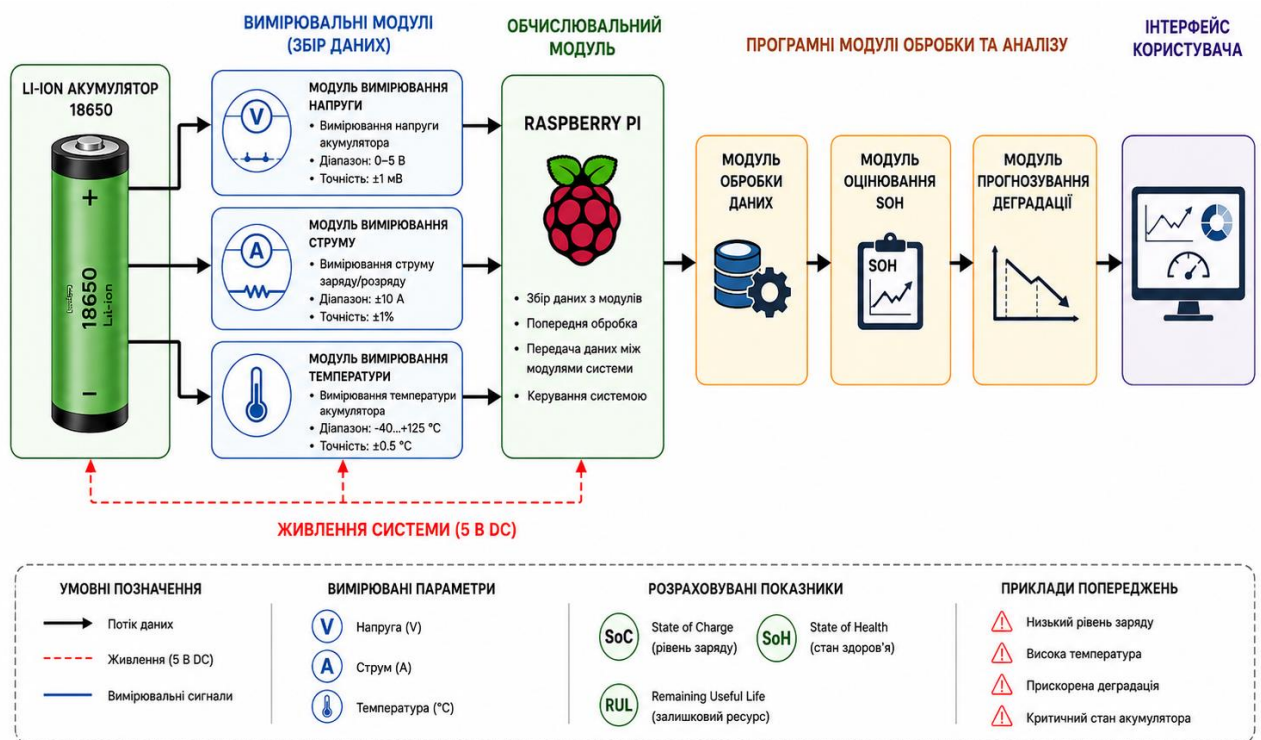 ВИМІРЮВАЛЬНІ МОДУЛІ
(ЗБІР ДАНИХ)
ОБЧИСЛЮВАЛЬНИЙ
МОДУЛЬ
ПРОГРАМНІ МОДУЛІ ОБРОБКИ ТА АНАЛІЗУ
ІНТЕРФЕЙС
КОРИСТУВАЧА
LI-ION АКУМУЛЯТОР
18650
+
18650
Li-ion
−
V
МОДУЛЬ ВИМІРЮВАННЯ
НАПРУГИ
• Вимірювання напруги
акумулятора
• Діапазон: 0–5 В
• Точність: ±1 мВ
A
МОДУЛЬ ВИМІРЮВАННЯ
СТРУМУ
• Вимірювання струму
заряду/розряду
• Діапазон: ±10 А
• Точність: ±1%
МОДУЛЬ ВИМІРЮВАННЯ
ТЕМПЕРАТУРИ
• Вимірювання температури
акумулятора
• Діапазон: -40...+125 °C
• Точність: ±0.5 °C
RASPBERRY PI
• Збір даних з модулів
• Попередня обробка
• Передача даних між
модулями системи
• Керування системою
МОДУЛЬ
ОБРОБКИ
ДАНИХ
МОДУЛЬ
ОЦІНЮВАННЯ
SOH
SOH
МОДУЛЬ
ПРОГНОЗУВАННЯ
ДЕГРАДАЦІЇ
ЖИВЛЕННЯ СИСТЕМИ (5 В DC)
УМОВНІ ПОЗНАЧЕННЯ
Потік даних
Живлення (5 В DC)
Вимірювальні сигнали
ВИМІРЮВАНІ ПАРАМЕТРИ
V Напруга (V)
A Струм (A)
Температура (°C)
РОЗРАХОВУВАНІ ПОКАЗНИКИ
SoC
State of Charge
(рівень заряду)
SoH
State of Health
(стан здоров'я)
RUL
Remaining Useful Life
(залишковий ресурс)
ПРИКЛАДИ ПОПЕРЕДЖЕНЬ
Низький рівень заряду
Висока температура
Прискорена деградація
Критичний стан акумулятора